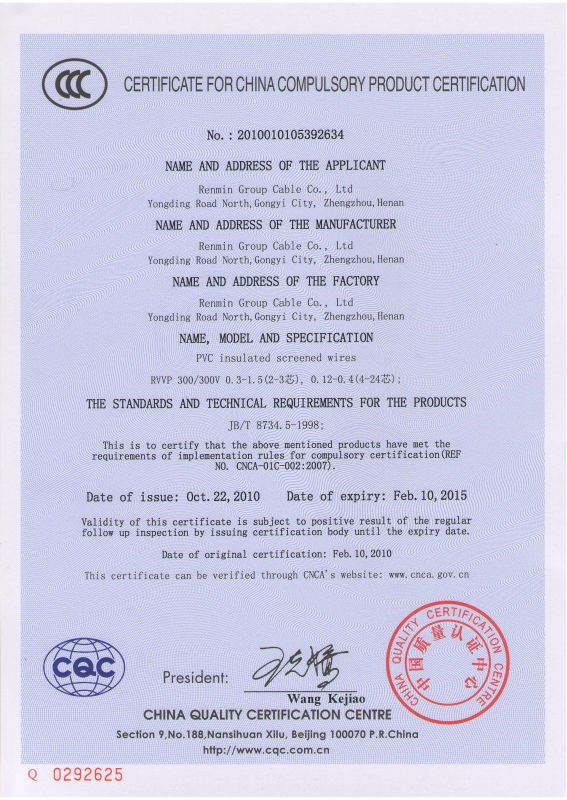 CCC
CERTIFICATE FOR CHINA COMPULSORY PRODUCT CERTIFICATION
No.: 2010010105392634
NAME AND ADDRESS OF THE APPLICANT
Renmin Group Cable Co., Ltd
Yongding Road North,Gongyi City, Zhengzhou,Henan
NAME AND ADDRESS OF THE MANUFACTURER
Renmin Group Cable Co., Ltd
Yongding Road North,Gongyi City, Zhengzhou,Henan
NAME AND ADDRESS OF THE FACTORY
Renmin Group Cable Co., Ltd
Yongding Road North,Gongyi City, Zhengzhou,Henan
NAME, MODEL AND SPECIFICATION
PVC insulated screened wires
RVVP 300/300V 0.3-1.5(2-3芯), 0.12-0.4(4-24芯);
THE STANDARDS AND TECHNICAL REQUIREMENTS FOR THE PRODUCTS
JB/T 8734.5-1998;
This is to certify that the above mentioned products have met the
requirements of implementation rules for compulsory certification(REF
NO. CNCA-01C-002:2007).
Date of issue: Oct.22,2010 Date of expiry: Feb.10,2015
Validity of this certificate is subject to positive result of the regular
follow up inspection by issuing certification body until the expiry date.
Date of original certification: Feb.10,2010
This certificate can be verified through CNCA's website: www.cnca.gov.cn
CHINA QUALITY CERTIFICATION CENTRE
中国质量认证中心
CQC
President:
Wang Kejiao
CHINA QUALITY CERTIFICATION CENTRE
Section 9,No.188,Nansihuan Xilu, Beijing 100070 P.R.China
http://www.cqc.com.cn
Q 0292625